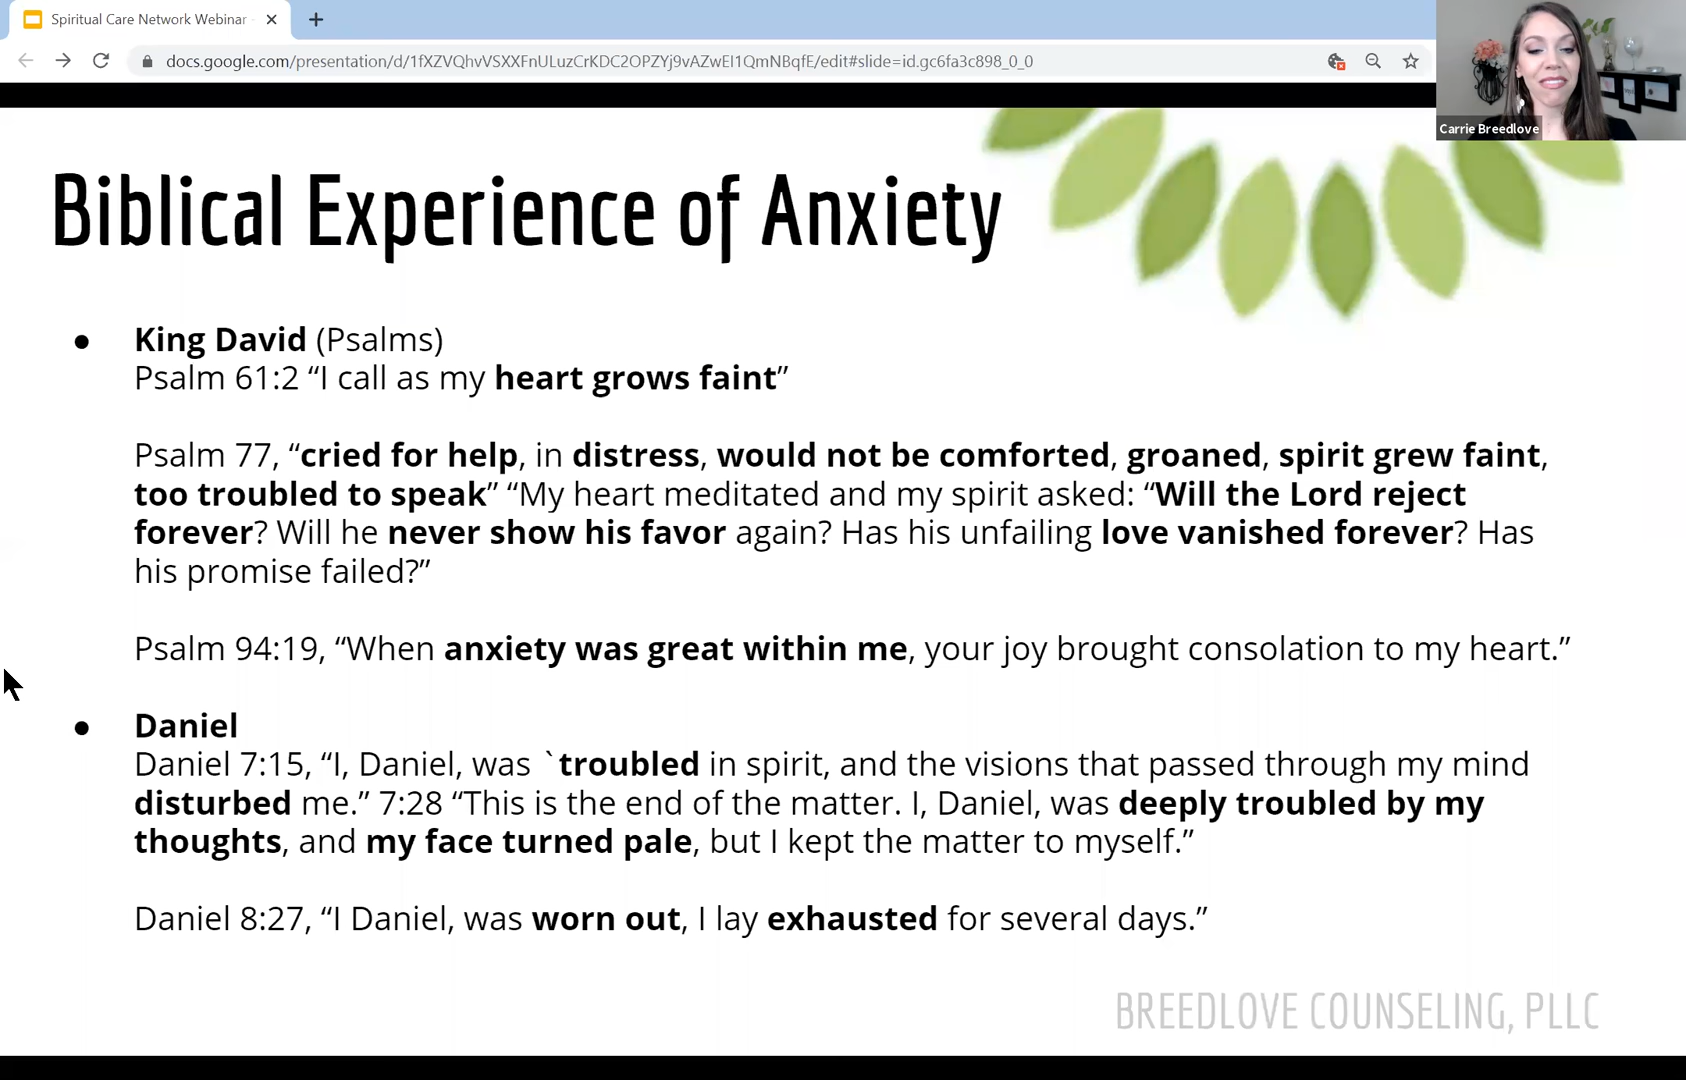 Spiritual Care Network Webinar
docs.google.com/presentation/d/1fXZVQhvVSXXFnULuzCrKDC2OPZYj9vAZwEI1QmNBqfE/edit#slide=id.gc6fa3c898_0_0
Carrie Breedlove
Biblical Experience of Anxiety
● King David (Psalms)
Psalm 61:2 “I call as my heart grows faint”
Psalm 77, “cried for help, in distress, would not be comforted, groaned, spirit grew faint,
too troubled to speak” “My heart meditated and my spirit asked: “Will the Lord reject
forever? Will he never show his favor again? Has his unfailing love vanished forever? Has
his promise failed?”
Psalm 94:19, “When anxiety was great within me, your joy brought consolation to my heart.”
● Daniel
Daniel 7:15, “I, Daniel, was `troubled in spirit, and the visions that passed through my mind
disturbed me.” 7:28 “This is the end of the matter. I, Daniel, was deeply troubled by my
thoughts, and my face turned pale, but I kept the matter to myself.”
Daniel 8:27, “I Daniel, was worn out, I lay exhausted for several days.”
BREEDLOVE COUNSELING, PLLC